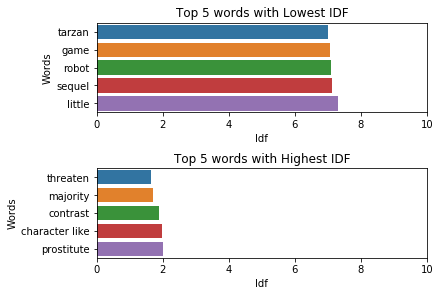 Top 5 words with Lowest IDF
Words
tarzan
game
robot
sequel
little
0 2 4 6 8 10
Idf
Top 5 words with Highest IDF
Words
threaten
majority
contrast
character like
prostitute
0 2 4 6 8 10
Idf